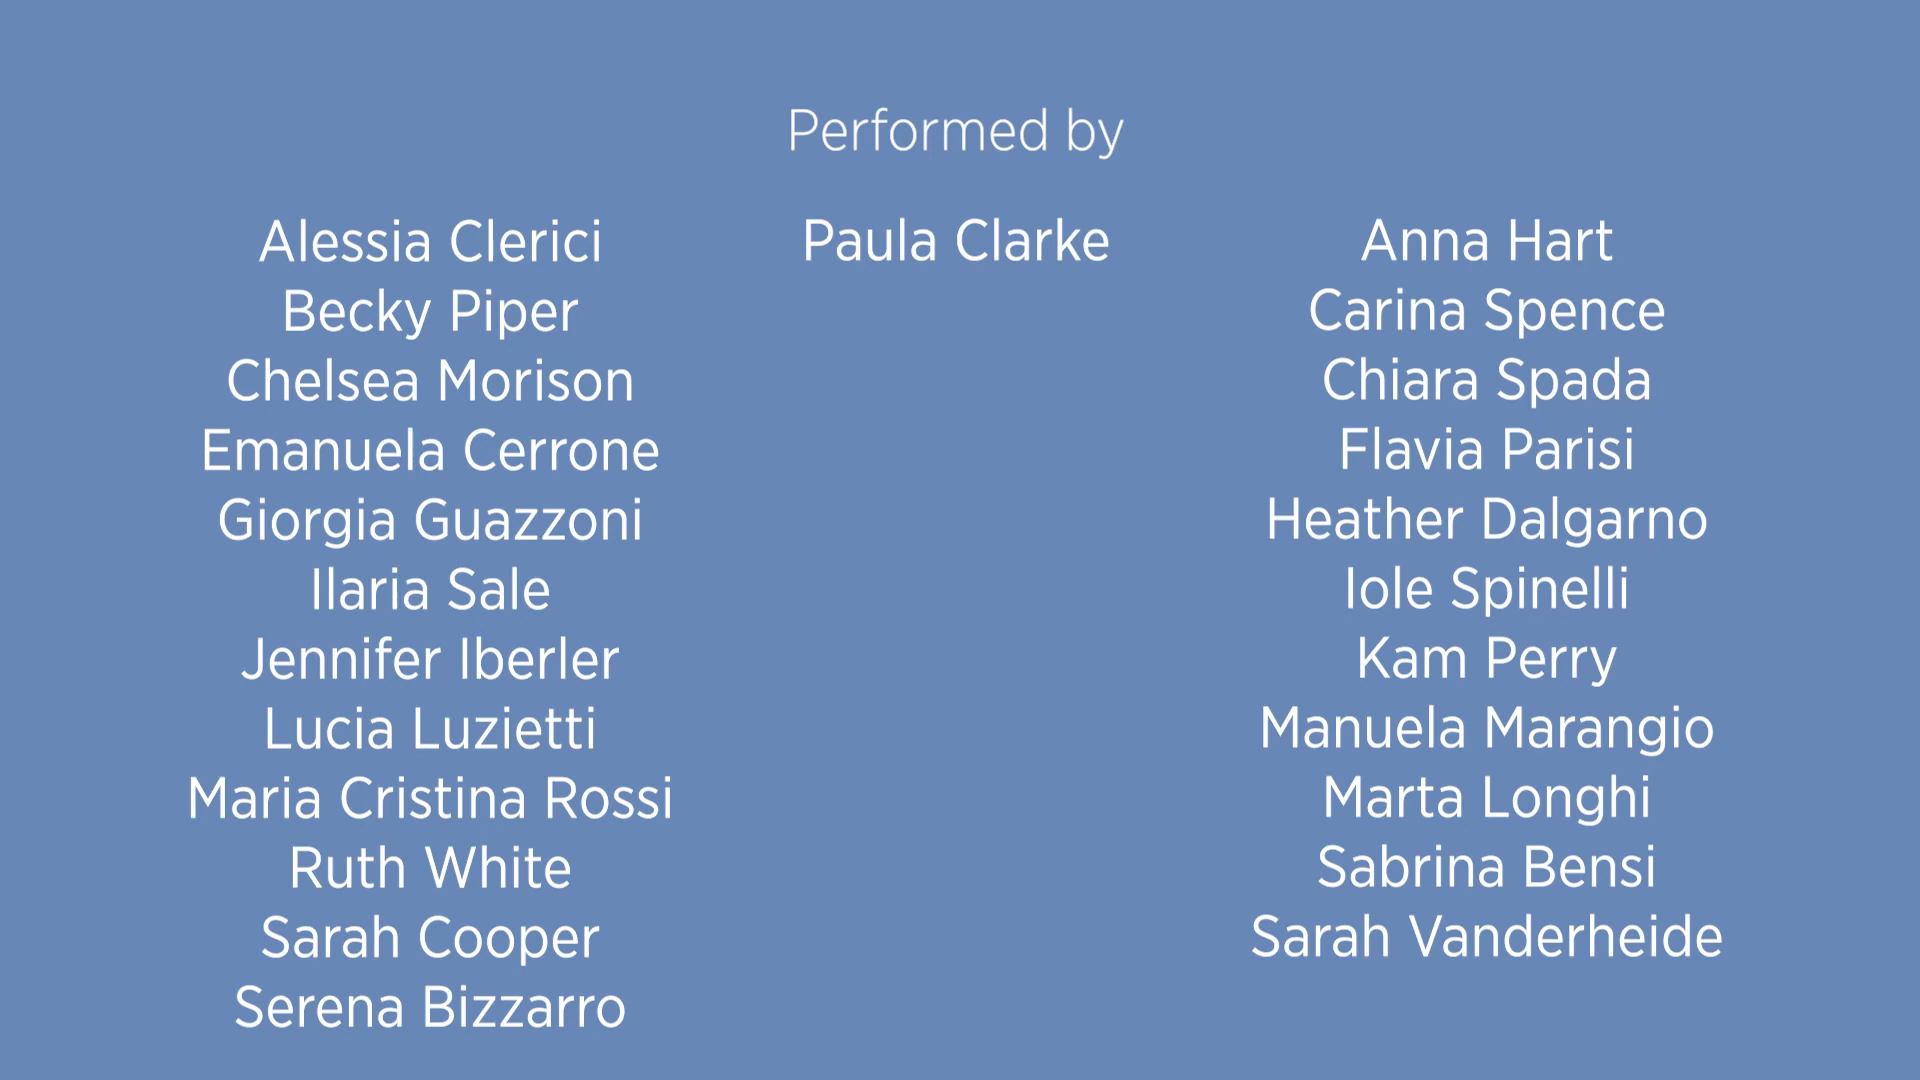 Performed by
Alessia Clerici
Becky Piper
Chelsea Morison
Emanuela Cerrone
Giorgia Guazzoni
Ilaria Sale
Jennifer Iberler
Lucia Luzietti
Maria Cristina Rossi
Ruth White
Sarah Cooper
Serena Bizzarro
Paula Clarke
Anna Hart
Carina Spence
Chiara Spada
Flavia Parisi
Heather Dalgarno
Iole Spinelli
Kam Perry
Manuela Marangio
Marta Longhi
Sabrina Bensi
Sarah Vanderheide